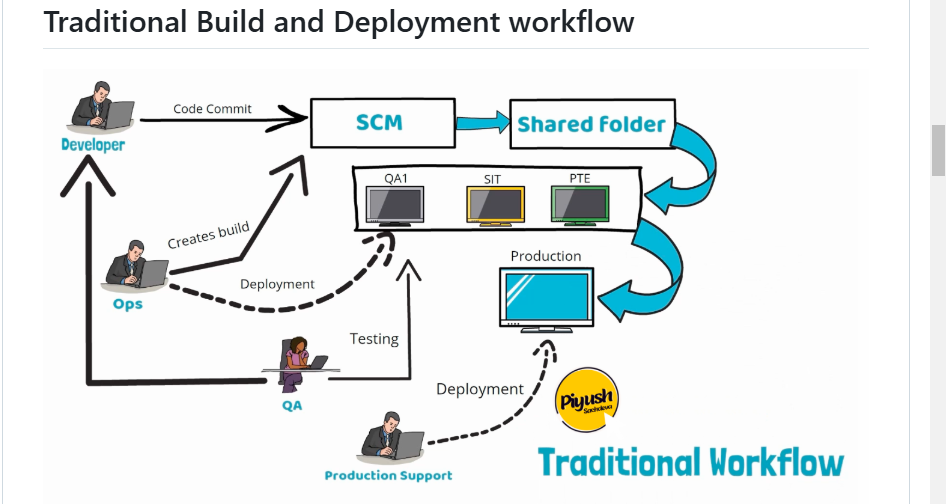 Traditional Build and Deployment workflow
Code Commit
SCM
Shared Folder
Developer
QA1
SIT
PTE
Creates build
Production
Deployment
Ops
Testing
Deployment
QA
Piyush
Sachdeva
Production Support
Traditional Workflow